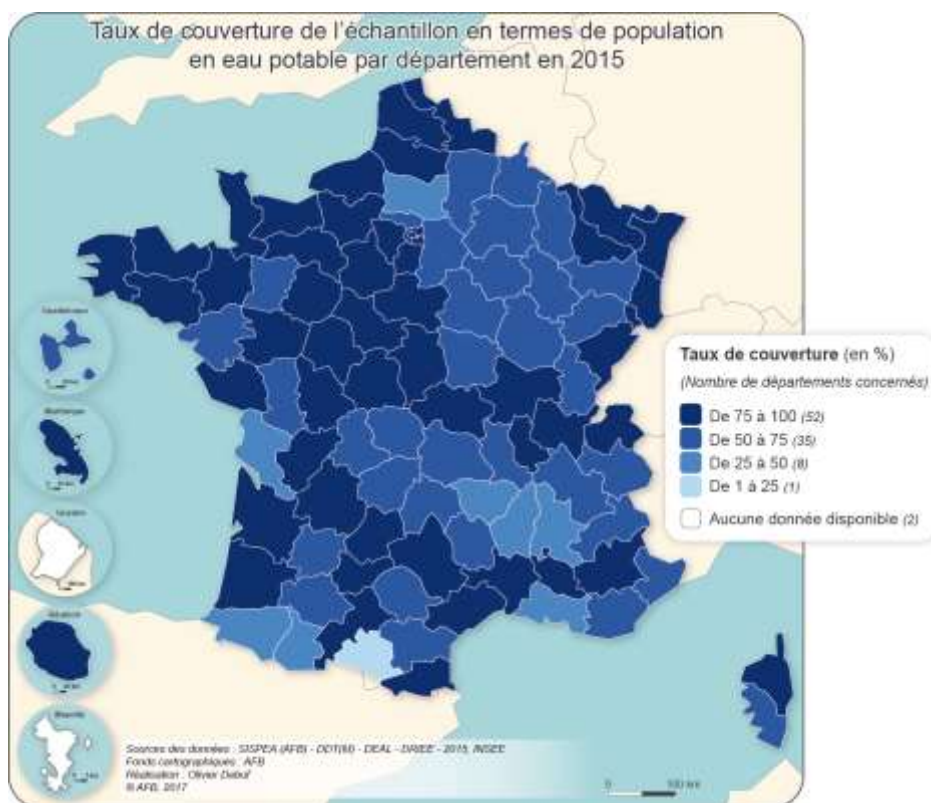 Taux de couverture de l'échantillon en termes de population
en eau potable par département en 2015
Guadeloupe
Martinique
Guyane
Réunion
Mayotte
Taux de couverture (en %)
(Nombre de départements concernés)
De 75 à 100 (52)
De 50 à 75 (35)
De 25 à 50 (8)
De 1 à 25 (1)
Aucune donnée disponible (2)
Sources des données : SISPEA (AFB) - DDT(M) - DEAL - DRIEE - 2015, INSEE
Fonds cartographiques : AFB
Réalisation : Olivier Debuf
© AFB, 2017
0 100 km